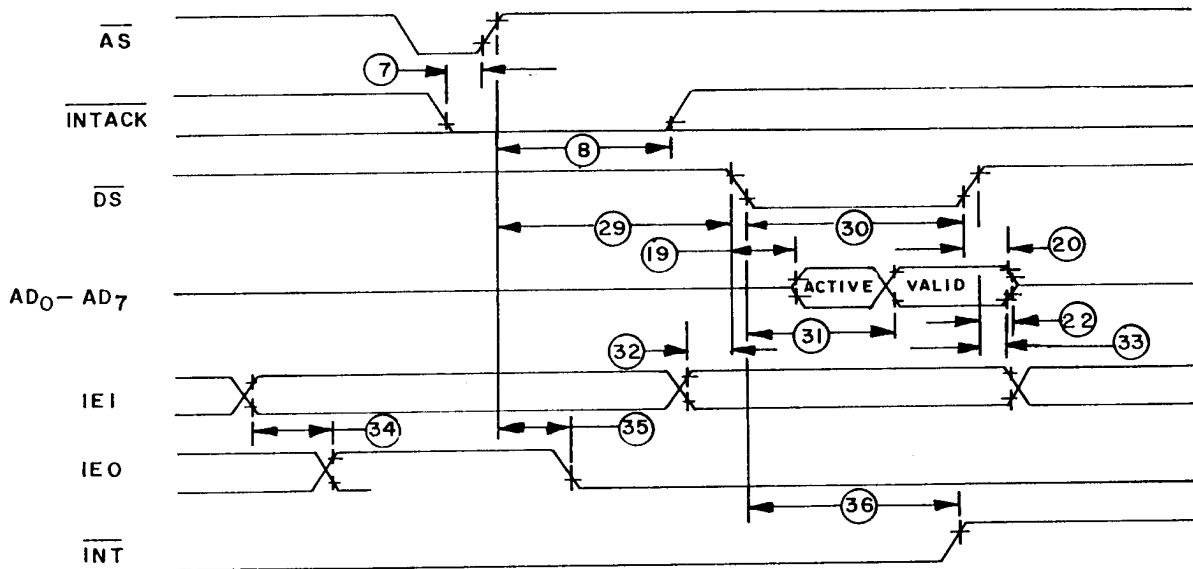 AS
7
INTACK
8
DS
29
30
19
20
AD0–AD7
ACTIVE
VALID
31
22
32
33
IEI
34
35
IEO
36
INT